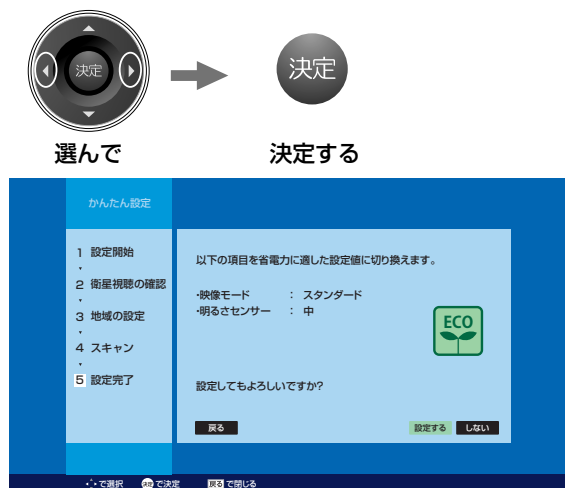 決定
決定
選んで
決定する
かんたん設定
1 設定開始
2 衛星視聴の確認
3 地域の設定
4 スキャン
5 設定完了
以下の項目を省電力に適した設定値に切り換えます。
・映像モード : スタンダード
・明るさセンサー : 中
ECO
設定してもよろしいですか?
戻る 設定する しない
で選択 決定 で決定 戻る で閉じる